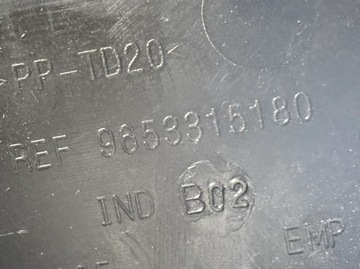 >PP-TD20<
REF 9653315180
IND B02
EMP